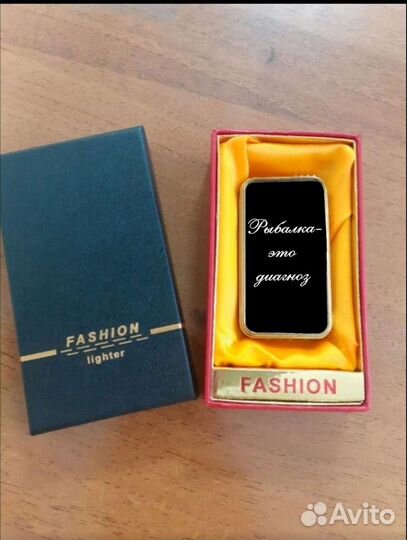 Рыбалка-
это
диагноз
FASHION
lighter
FASHION
Avito